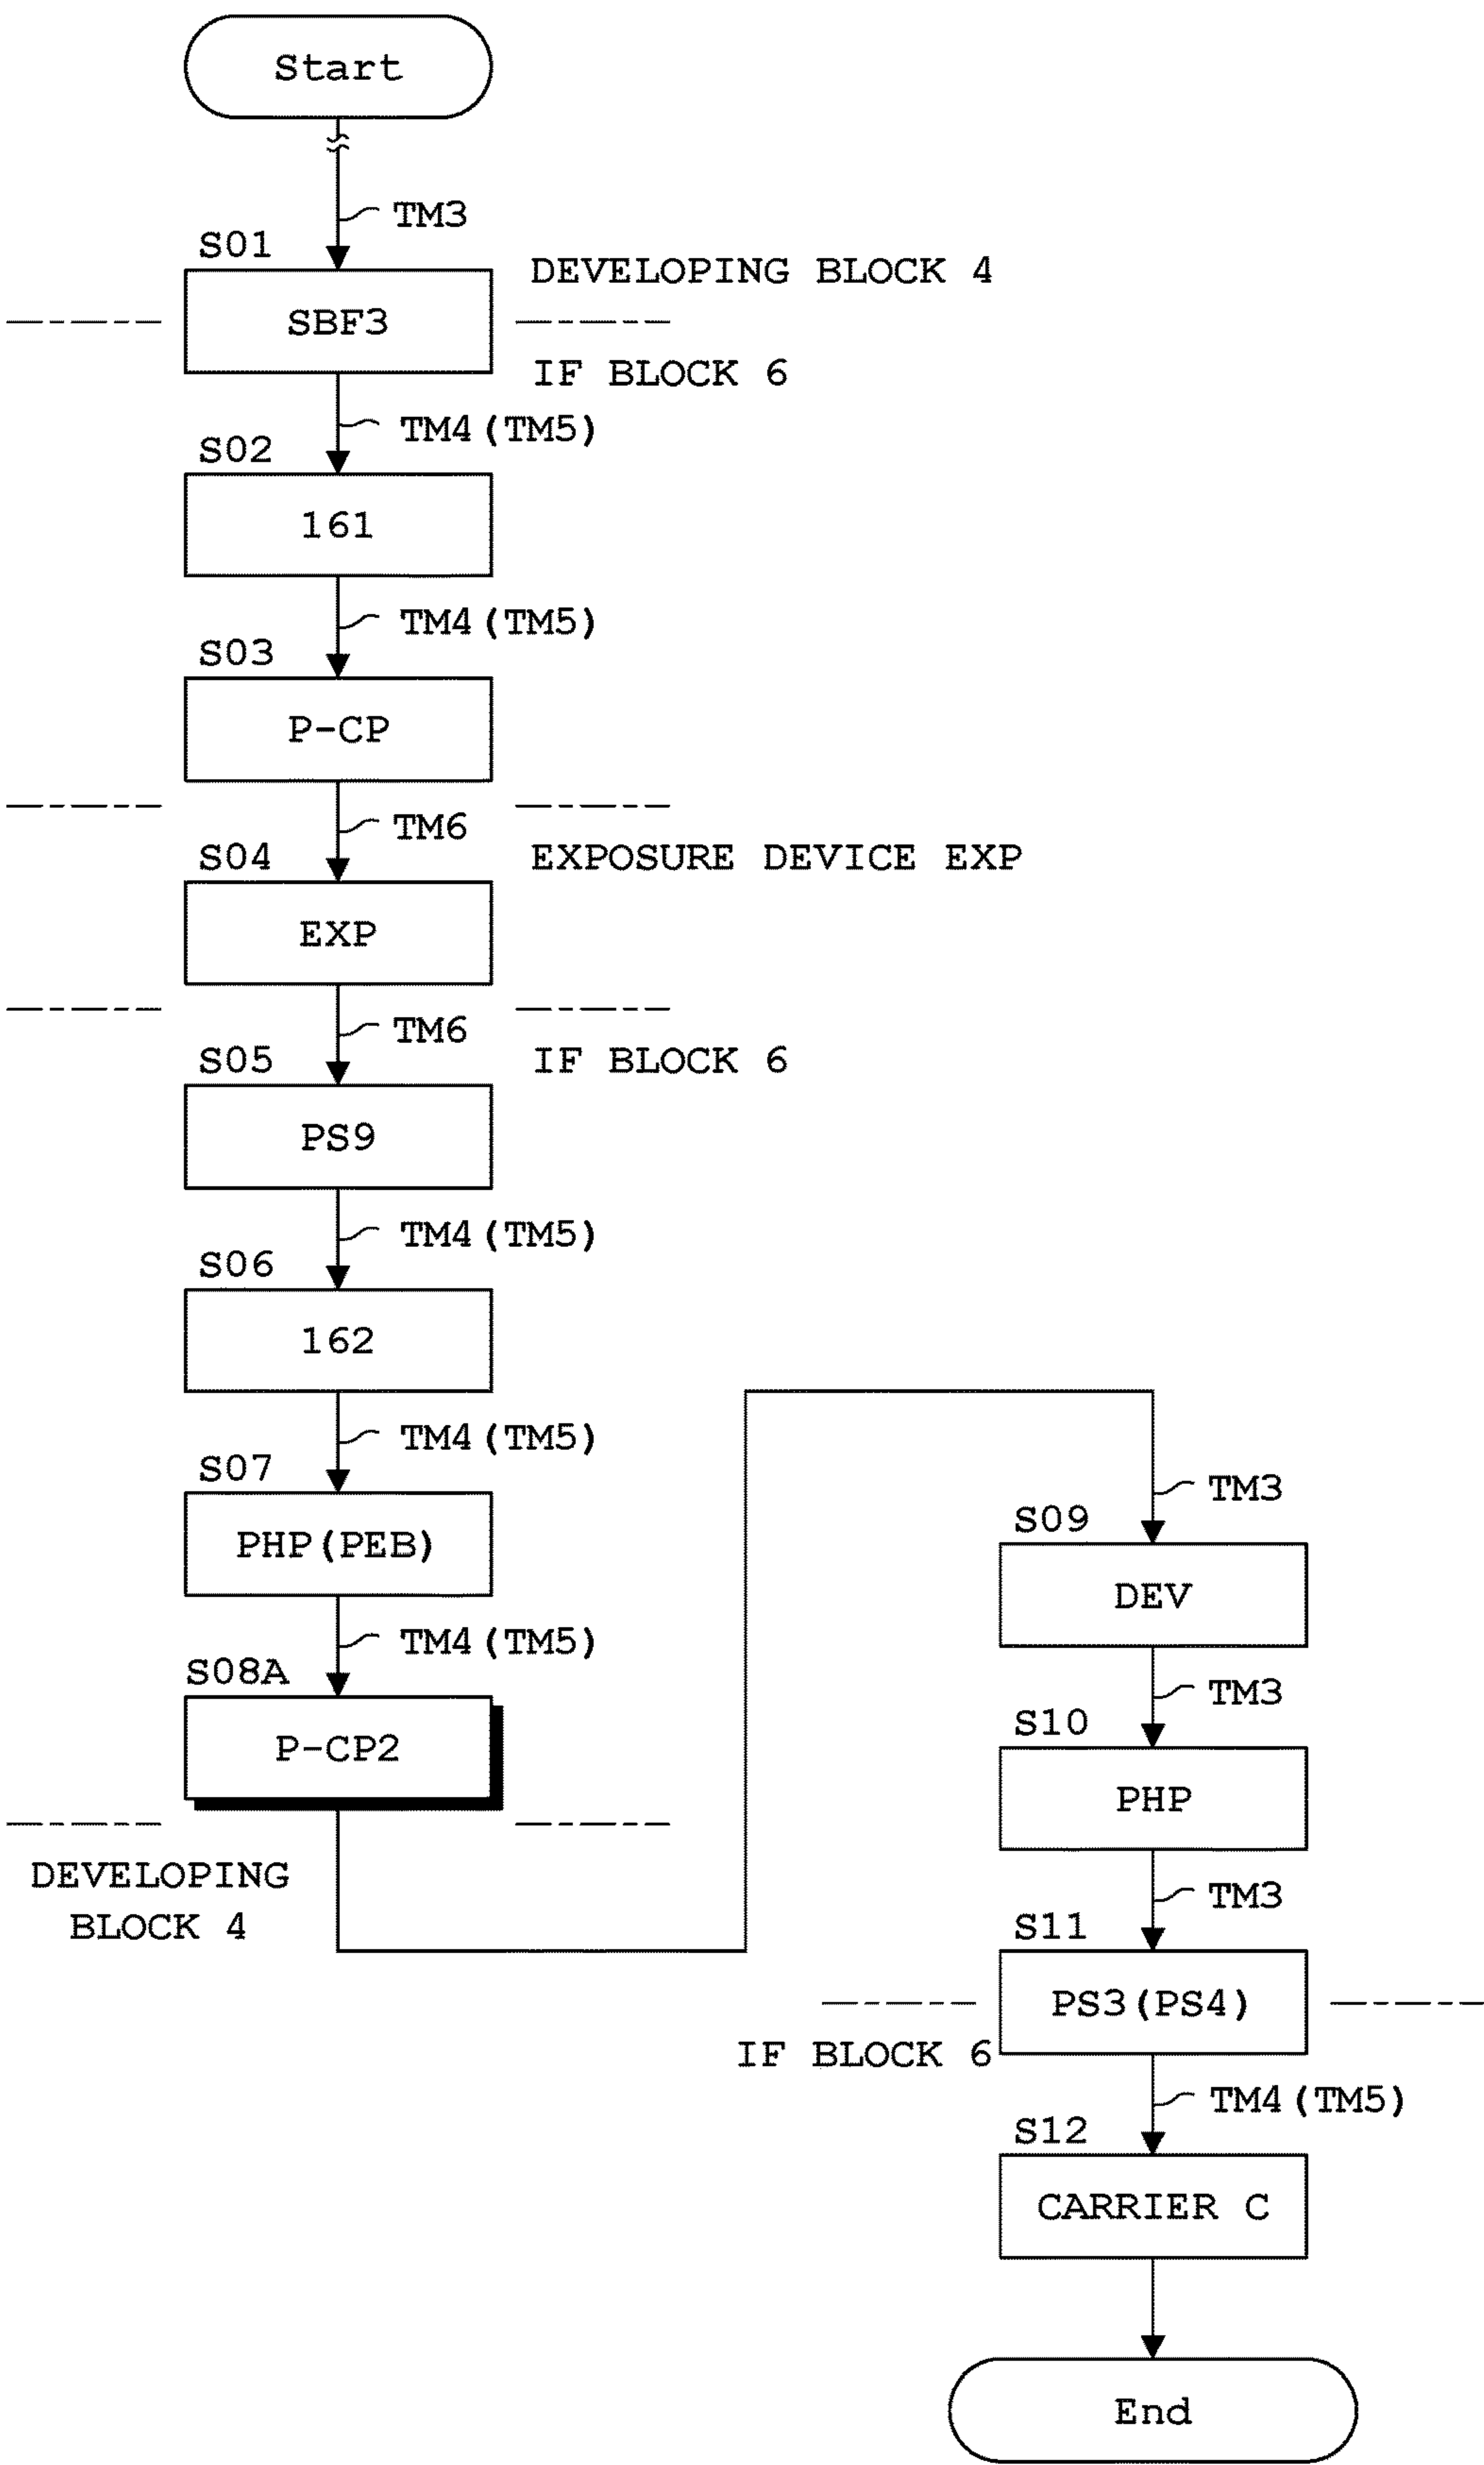 Start
TM3
S01
DEVELOPING BLOCK 4
SBF3
IF BLOCK 6
TM4(TM5)
S02
161
TM4(TM5)
S03
P-CP
TM6
S04
EXPOSURE DEVICE EXP
EXP
TM6
S05
IF BLOCK 6
PS9
TM4(TM5)
S06
162
TM4(TM5)
S07
PHP(PEB)
TM4(TM5)
S08A
P-CP2
DEVELOPING
BLOCK 4
TM3
S09
DEV
TM3
S10
PHP
TM3
S11
PS3(PS4)
IF BLOCK 6
TM4(TM5)
S12
CARRIER C
End